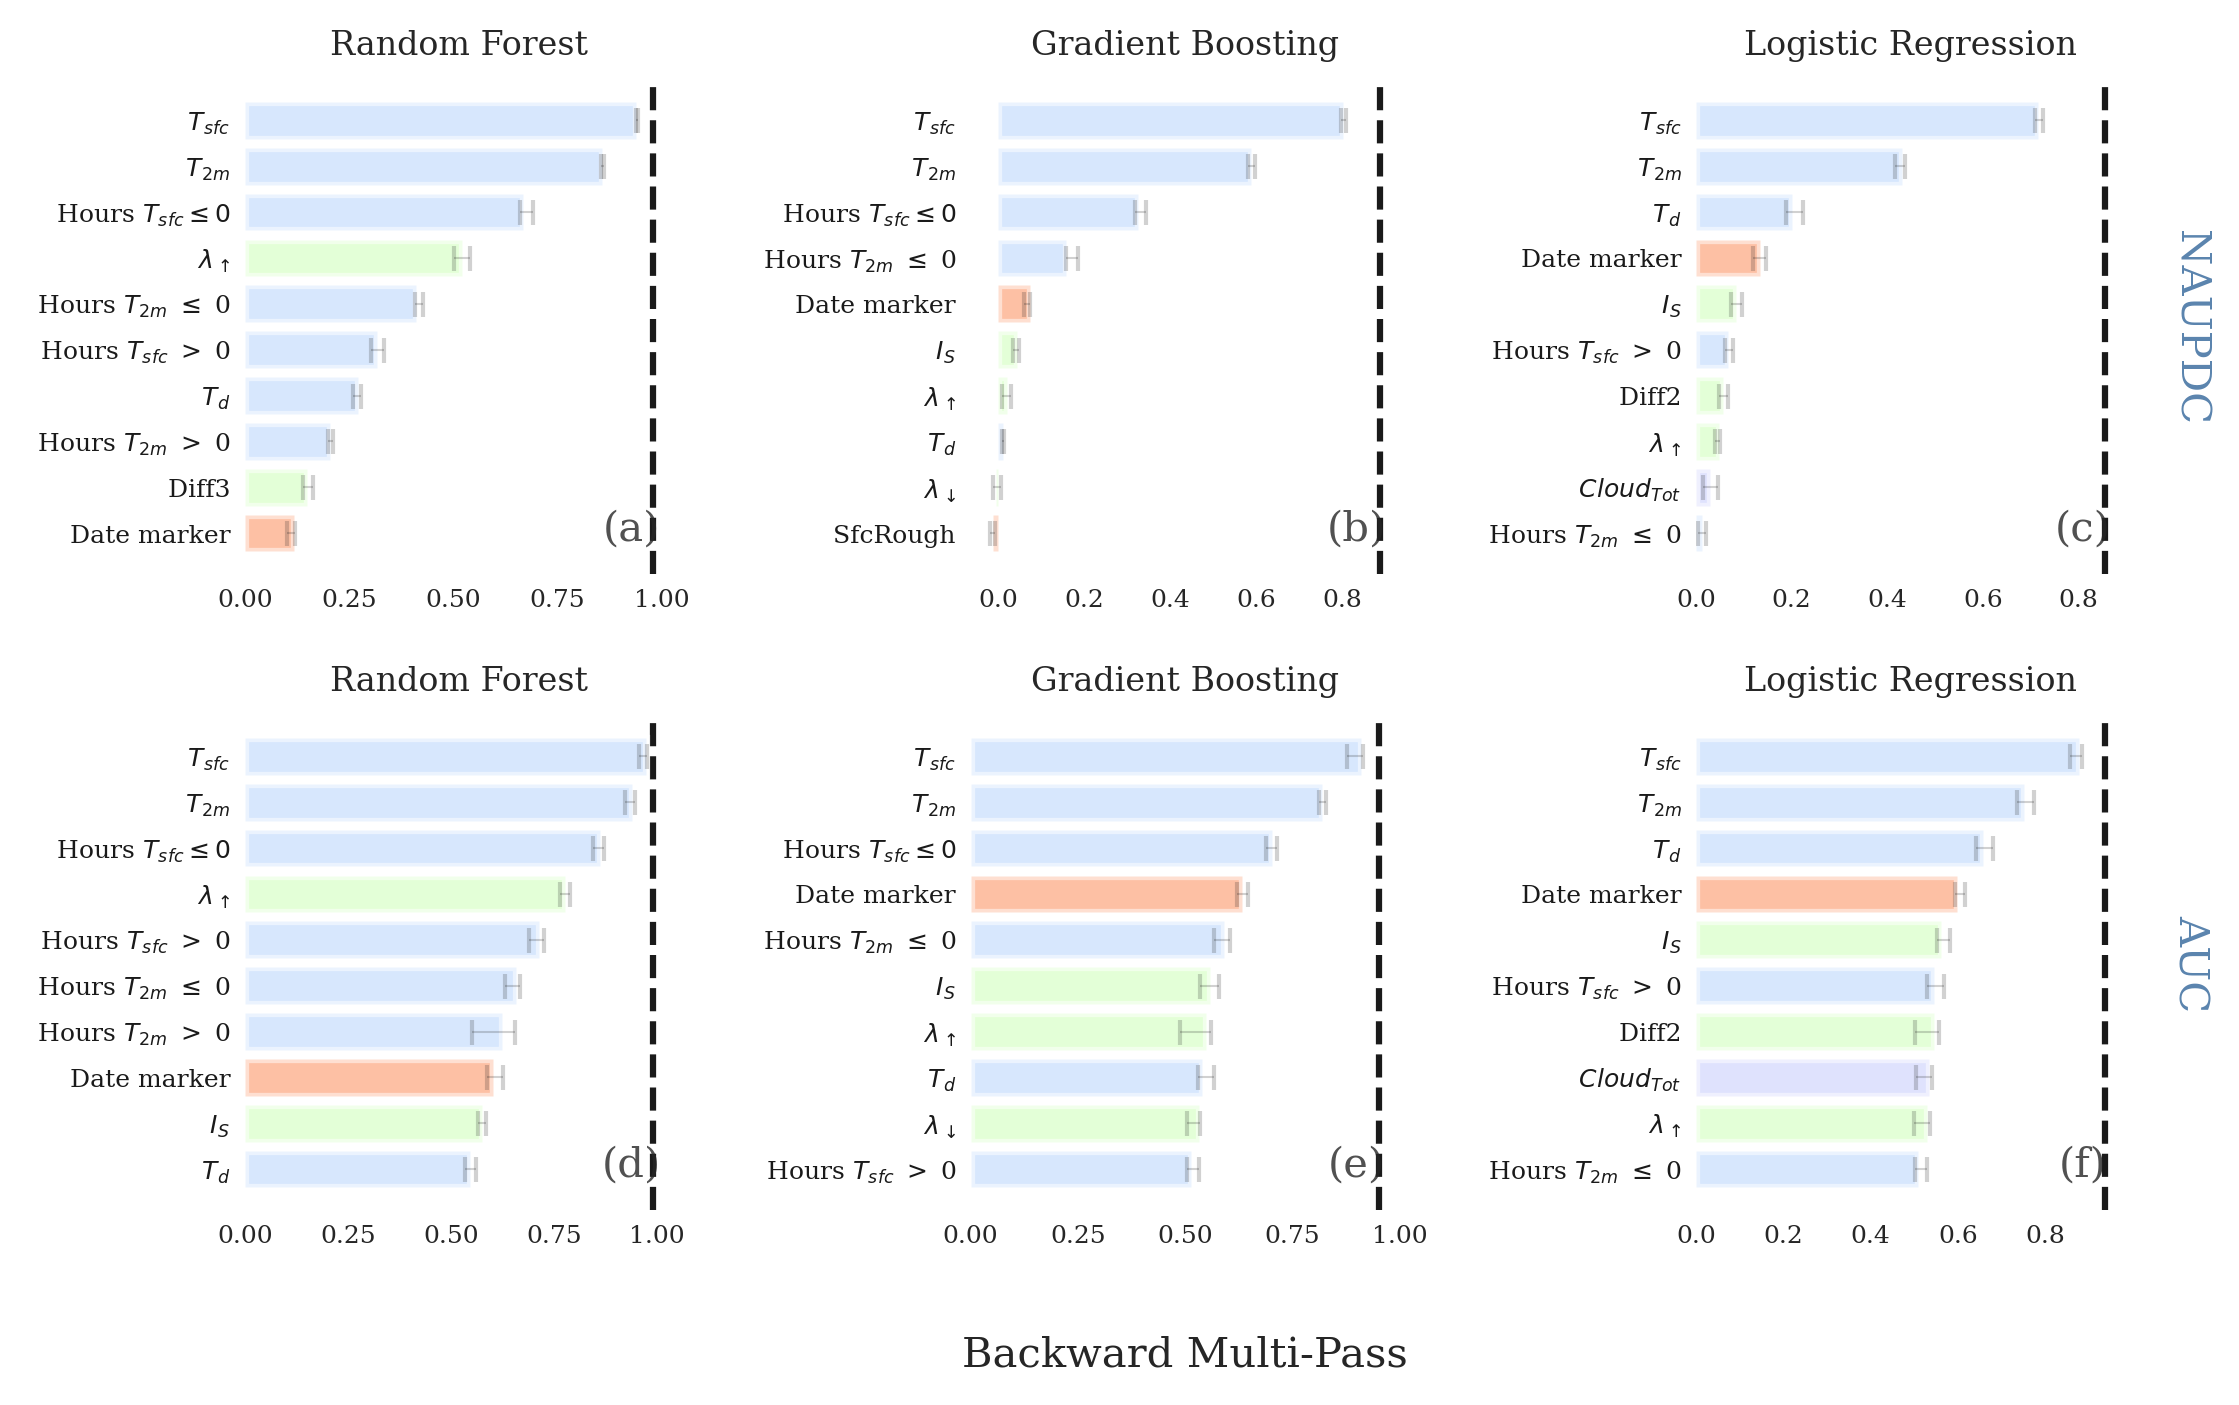 Random Forest
T_sfc
T_2m
Hours T_sfc ≤ 0
λ↑
Hours T_2m ≤ 0
Hours T_sfc > 0
T_d
Hours T_2m > 0
Diff3
Date marker
(a)
0.00 0.25 0.50 0.75 1.00
Gradient Boosting
T_sfc
T_2m
Hours T_sfc ≤ 0
Hours T_2m ≤ 0
Date marker
I_S
λ↑
T_d
λ↓
SfcRough
(b)
0.0 0.2 0.4 0.6 0.8
Logistic Regression
T_sfc
T_2m
T_d
Date marker
I_S
Hours T_sfc > 0
Diff2
λ↑
Cloud_Tot
Hours T_2m ≤ 0
(c)
0.0 0.2 0.4 0.6 0.8
NAUPDC
Random Forest
T_sfc
T_2m
Hours T_sfc ≤ 0
λ↑
Hours T_sfc > 0
Hours T_2m ≤ 0
Hours T_2m > 0
Date marker
I_S
T_d
(d)
0.00 0.25 0.50 0.75 1.00
Gradient Boosting
T_sfc
T_2m
Hours T_sfc ≤ 0
Date marker
Hours T_2m ≤ 0
I_S
λ↑
T_d
λ↓
Hours T_sfc > 0
(e)
0.00 0.25 0.50 0.75 1.00
Logistic Regression
T_sfc
T_2m
T_d
Date marker
I_S
Hours T_sfc > 0
Diff2
Cloud_Tot
λ↑
Hours T_2m ≤ 0
(f)
0.0 0.2 0.4 0.6 0.8
AUC
Backward Multi-Pass